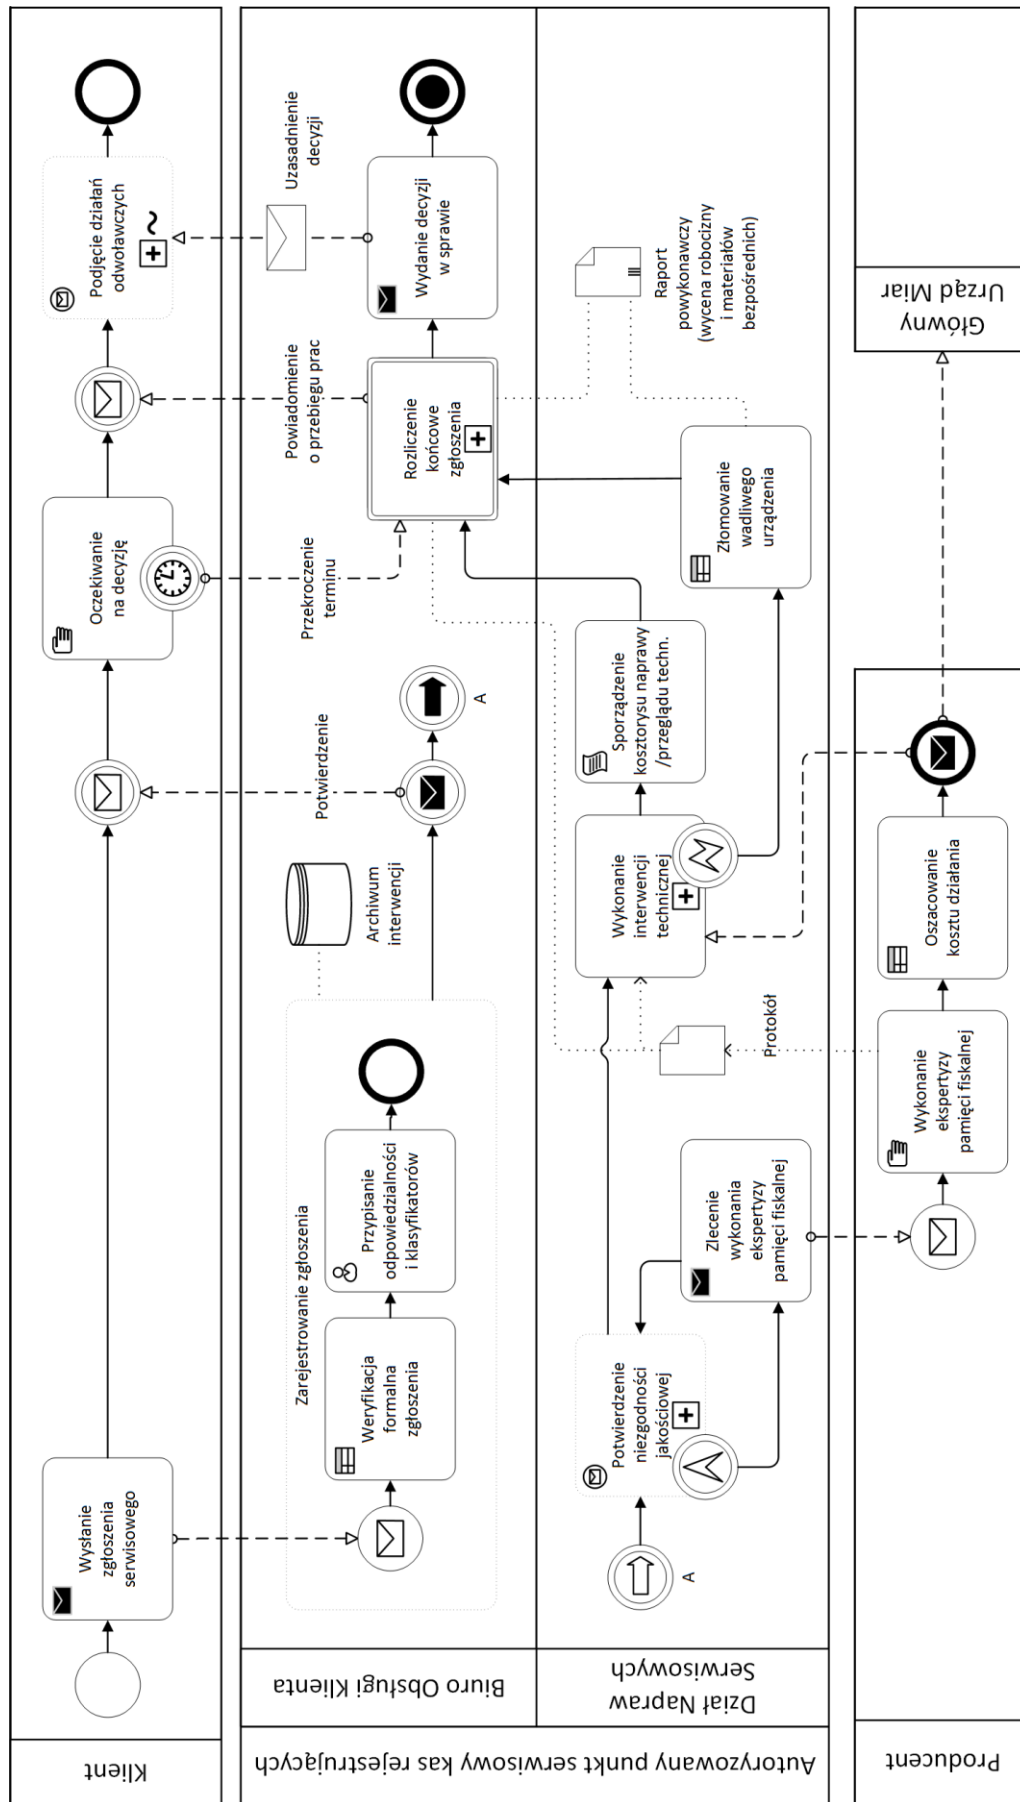 Klient
Wysłanie
zgłoszenia
serwisowego
Oczekiwanie
na decyzję
Podjęcie działań
odwoławczych
Potwierdzenie
Przekroczenie
terminu
Powiadomienie
o przebiegu prac
Uzasadnienie
decyzji
Autoryzowany punkt serwisowy kas rejestrujących
Biuro Obsługi Klienta
Zarejestrowanie zgłoszenia
Weryfikacja
formalna
zgłoszenia
Przypisanie
odpowiedzialności
i klasyfikatorów
Archiwum
interwencji
A
Rozliczenie
końcowe
zgłoszenia
Wydanie decyzji
w sprawie
Dział Napraw
Serwisowych
A
Potwierdzenie
niezgodności
jakościowej
Zlecenie
wykonania
ekspertyzy
pamięci fiskalnej
Protokół
Wykonanie
interwencji
technicznej
Sporządzenie
kosztorysu naprawy
/przeglądu techn.
Złomowanie
wadliwego
urządzenia
Raport
powykonawczy
(wycena robocizny
i materiałów
bezpośrednich)
Producent
Wykonanie
ekspertyzy
pamięci fiskalnej
Oszacowanie
kosztu działania
Główny
Urząd Miar